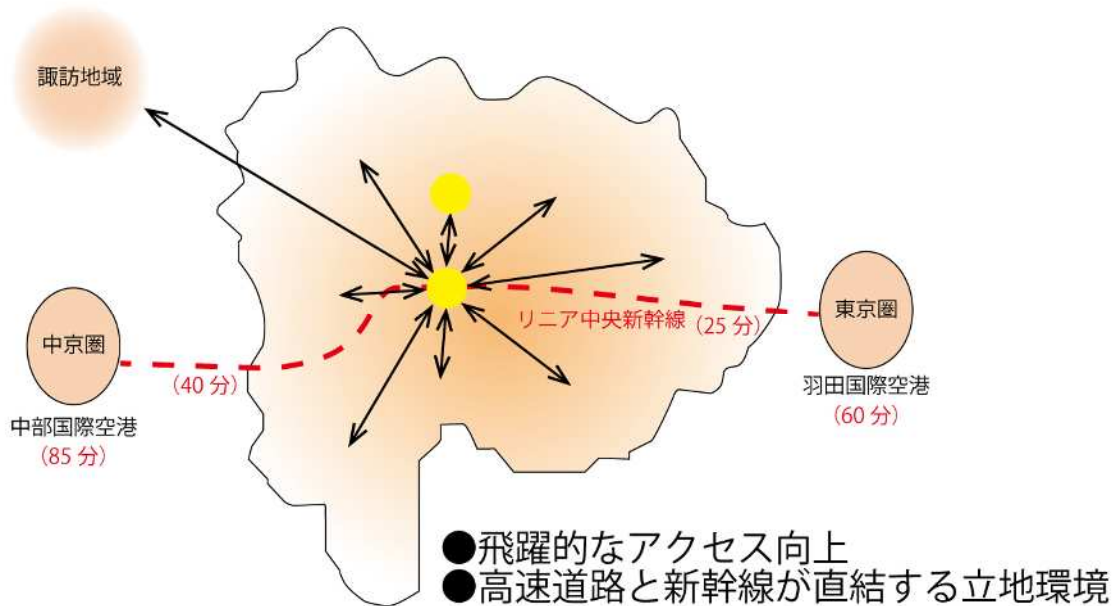 諏訪地域
中京圏
(40 分)
中部国際空港
(85 分)
リニア中央新幹線 (25 分)
東京圏
羽田国際空港
(60 分)
●飛躍的なアクセス向上
●高速道路と新幹線が直結する立地環境